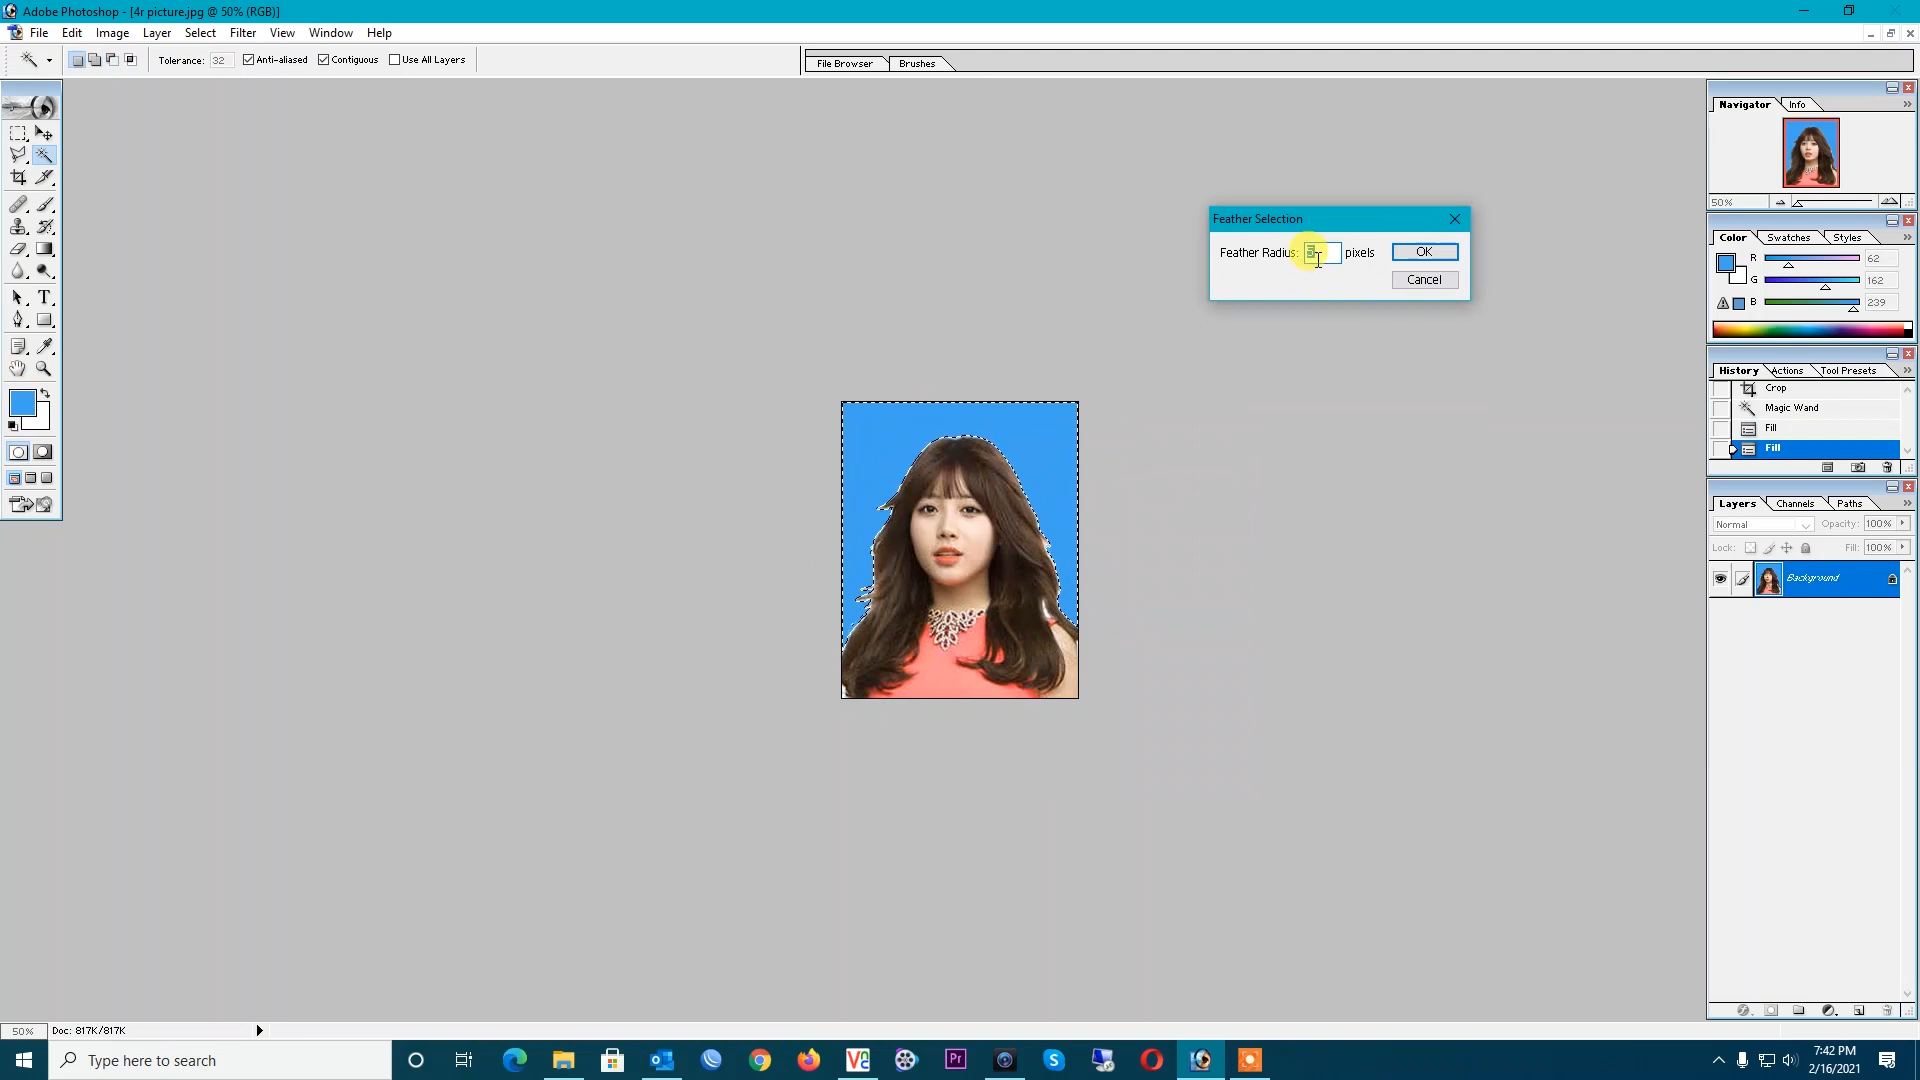 Adobe Photoshop - [4r picture.jpg @ 50% (RGB)]
File Edit Image Layer Select Filter View Window Help
Tolerance: 32 Anti-aliased Contiguous Use All Layers
File Browser Brushes
Navigator Info
50%
Feather Selection
Feather Radius: pixels OK
Cancel
Color Swatches Styles
R 62
G 162
B 239
History Actions Tool Presets
Crop
Magic Wand
Fill
Fill
Layers Channels Paths
Normal Opacity: 100%
Lock: Fill: 100%
Background
50% Doc: 817K/817K
Type here to search
7:42 PM
2/16/2021